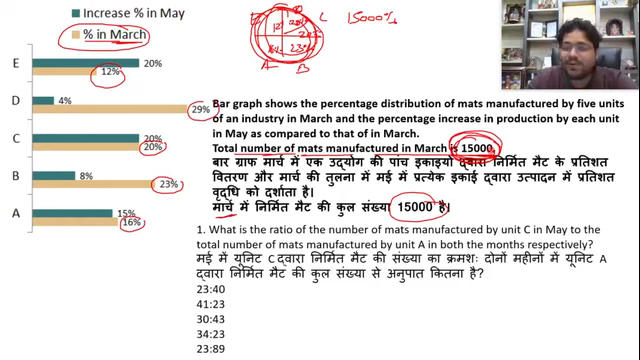 Increase % in May
% in March
E
20%
12%
D
4%
29%
C
20%
20%
B
8%
23%
A
15%
16%
E
D
C
A
B
12
23%
15000%
Bar graph shows the percentage distribution of mats manufactured by five units
of an industry in March and the percentage increase in production by each unit
in May as compared to that of in March.
Total number of mats manufactured in March is 15000.
बार ग्राफ मार्च में एक उद्योग की पांच इकाइयों द्वारा निर्मित मैट के प्रतिशत
वितरण और मार्च की तुलना में मई में प्रत्येक इकाई द्वारा उत्पादन में प्रतिशत
वृद्धि को दर्शाता है।
मार्च में निर्मित मैट की कुल संख्या 15000 है।
1. What is the ratio of the number of mats manufactured by unit C in May to the
total number of mats manufactured by unit A in both the months respectively?
मई में यूनिट C द्वारा निर्मित मैट की संख्या का क्रमशः दोनों महीनों में यूनिट A
द्वारा निर्मित मैट की कुल संख्या से अनुपात कितना है?
23:40
41:23
30:43
34:23
23:89